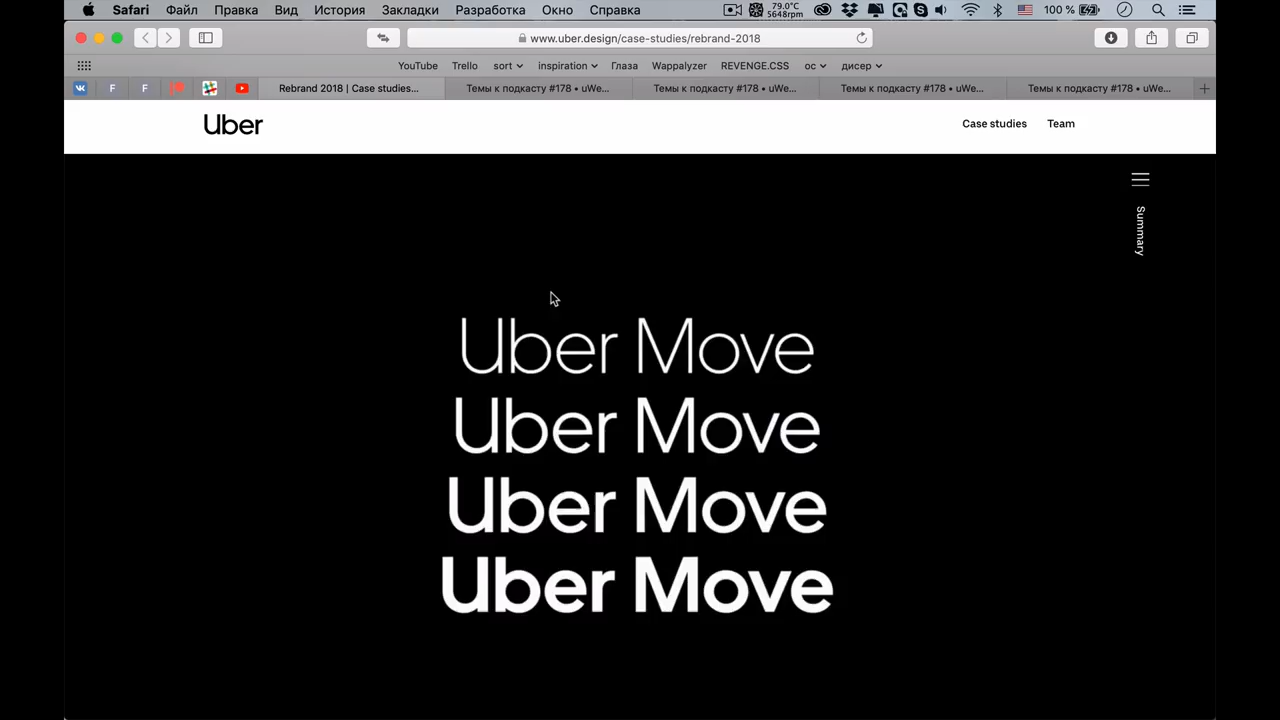 Safari Файл Правка Вид История Закладки Разработка Окно Справка 79.0°C 5648rpm 100 %
www.uber.design/case-studies/rebrand-2018
YouTube Trello sort inspiration Глаза Wappalyzer REVENGE.CSS ос дисер
F F Rebrand 2018 | Case studies... Темы к подкасту #178 • uWe... Темы к подкасту #178 • uWe... Темы к подкасту #178 • uWe... Темы к подкасту #178 • uWe...
Uber Case studies Team
Summary
Uber Move
Uber Move
Uber Move
Uber Move